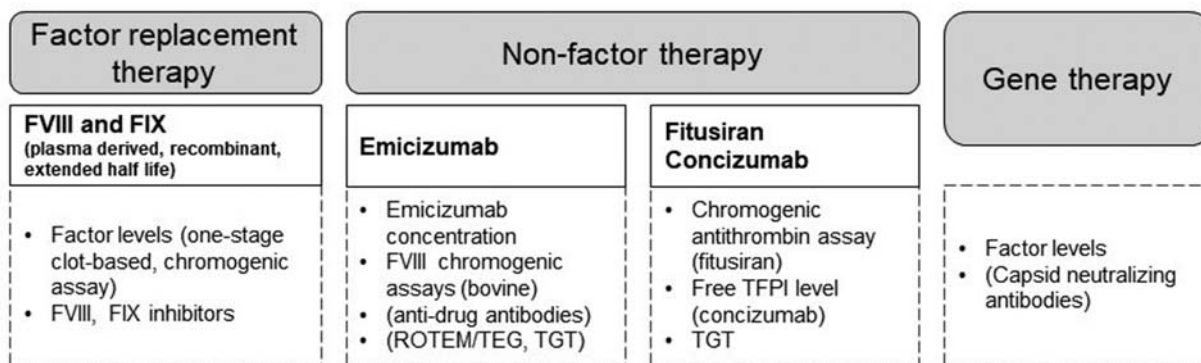 Factor replacement
therapy
FVIII and FIX
(plasma derived, recombinant,
extended half life)
• Factor levels (one-stage
clot-based, chromogenic
assay)
• FVIII, FIX inhibitors
Non-factor therapy
Emicizumab
• Emicizumab
concentration
• FVIII chromogenic
assays (bovine)
• (anti-drug antibodies)
• (ROTEM/TEG, TGT)
Fitusiran
Concizumab
• Chromogenic
antithrombin assay
(fitusiran)
• Free TFPI level
(concizumab)
• TGT
Gene therapy
• Factor levels
• (Capsid neutralizing
antibodies)